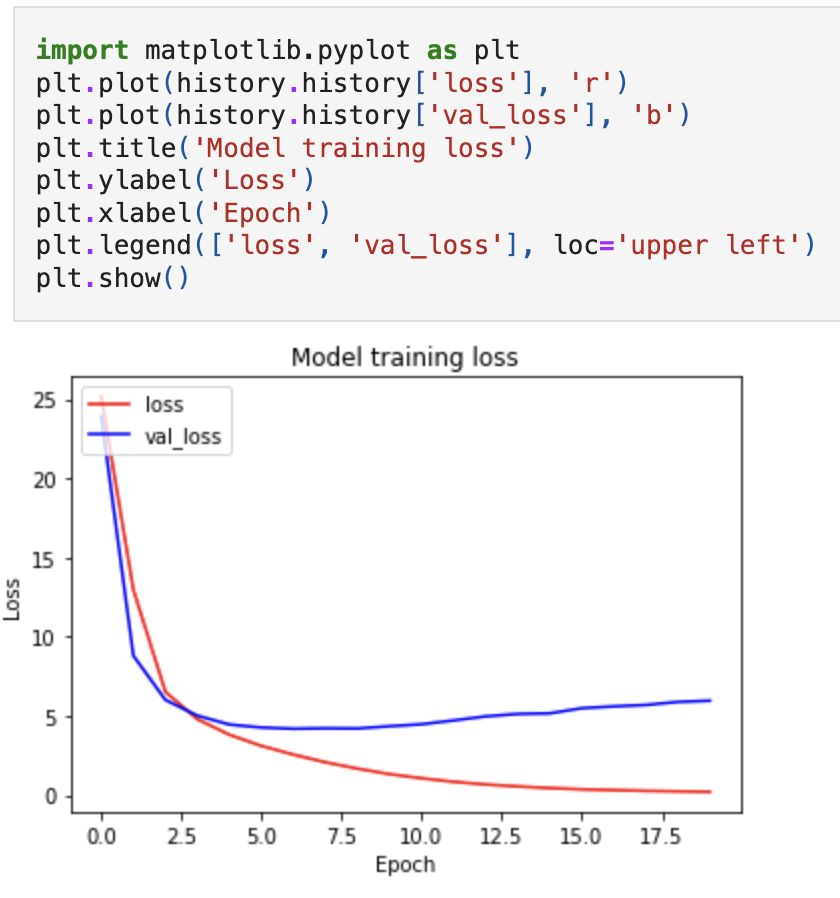 import matplotlib.pyplot as plt
plt.plot(history.history['loss'], 'r')
plt.plot(history.history['val_loss'], 'b')
plt.title('Model training loss')
plt.ylabel('Loss')
plt.xlabel('Epoch')
plt.legend(['loss', 'val_loss'], loc='upper left')
plt.show()
Model training loss
loss
val_loss
25
20
15
10
5
0
Loss
0.0 2.5 5.0 7.5 10.0 12.5 15.0 17.5
Epoch